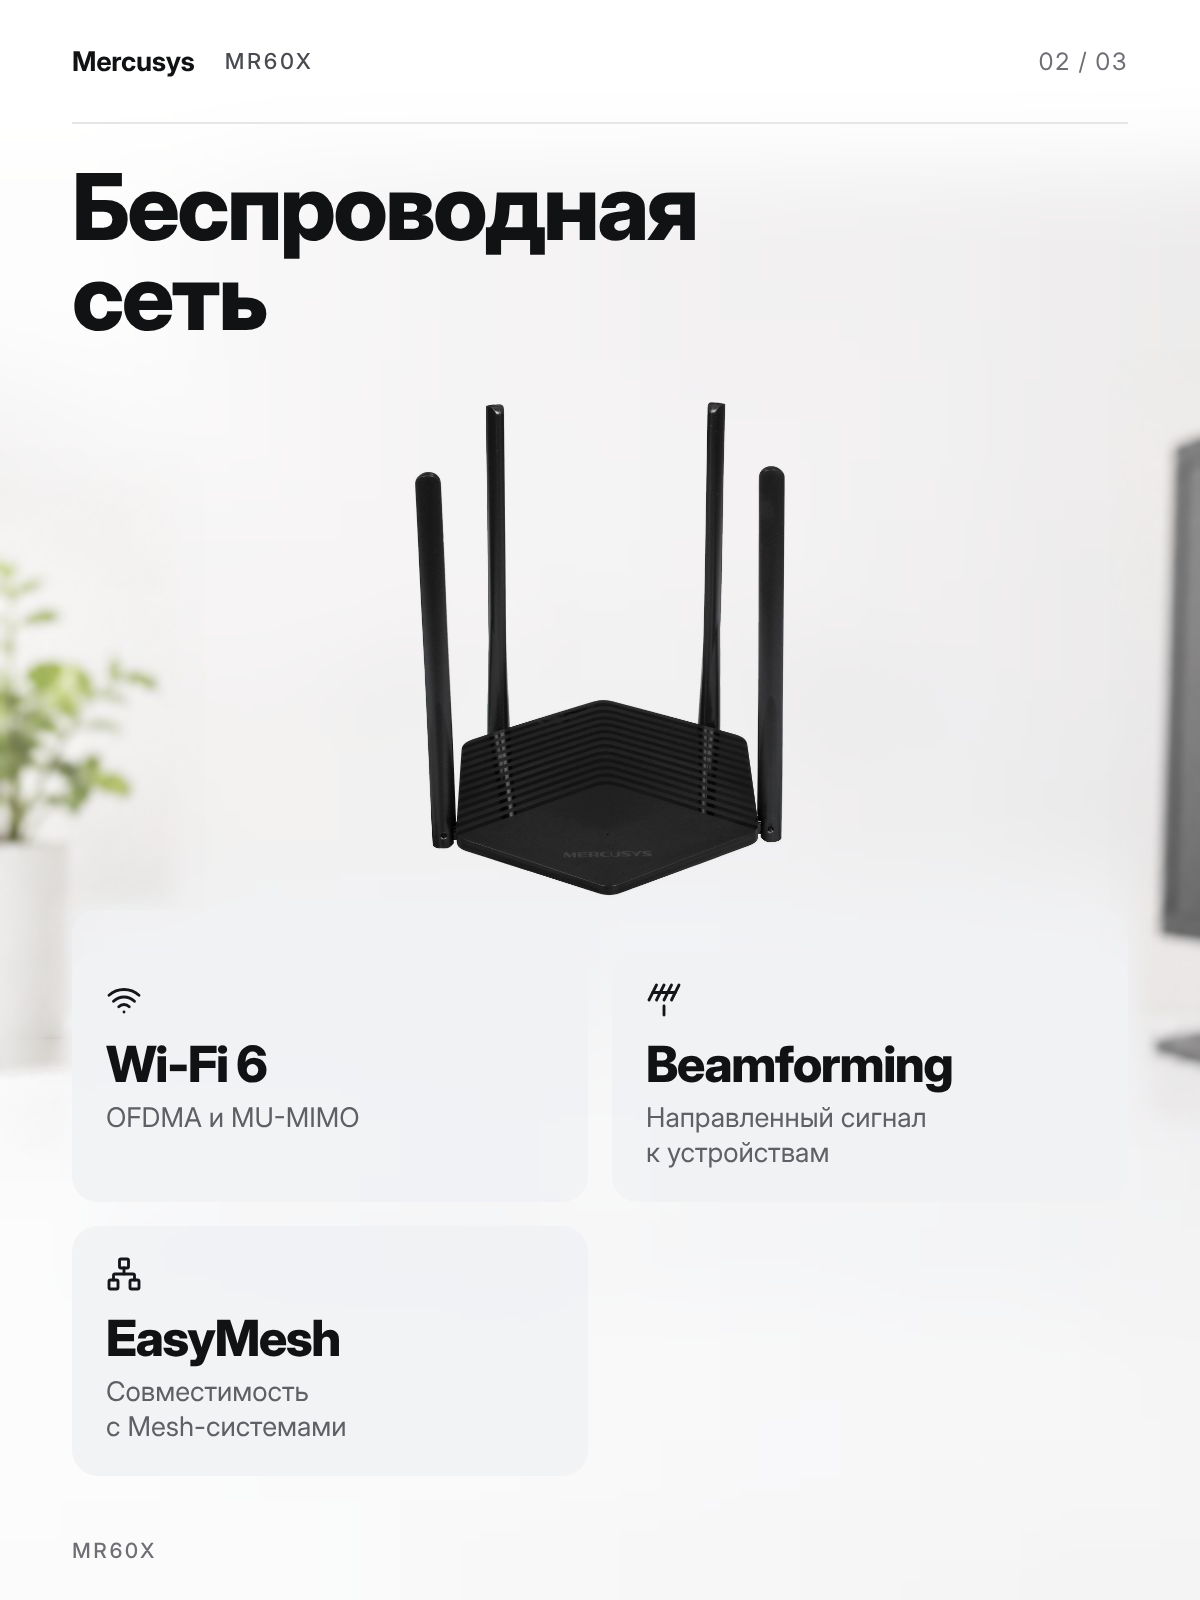 Mercusys MR60X 02 / 03
Беспроводная
сеть
MERCUSYS
Wi-Fi 6
OFDMA и MU-MIMO
Beamforming
Направленный сигнал
к устройствам
EasyMesh
Совместимость
с Mesh-системами
MR60X